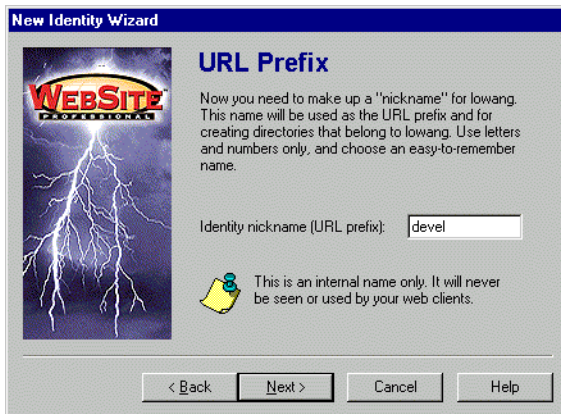 New Identity Wizard
WEBSITE
PROFESSIONAL
URL Prefix
Now you need to make up a "nickname" for lowang.
This name will be used as the URL prefix and for
creating directories that belong to lowang. Use letters
and numbers only, and choose an easy-to-remember
name.
Identity nickname (URL prefix): devel
This is an internal name only. It will never
be seen or used by your web clients.
< Back Next > Cancel Help